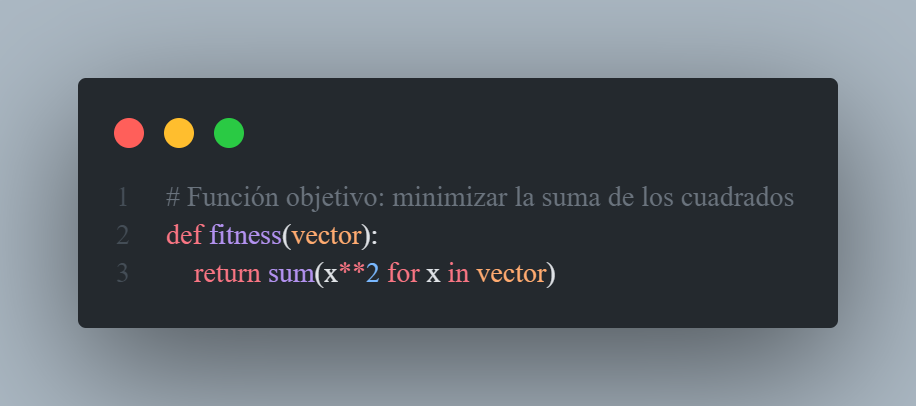 1 # Función objetivo: minimizar la suma de los cuadrados
2 def fitness(vector):
3     return sum(x**2 for x in vector)